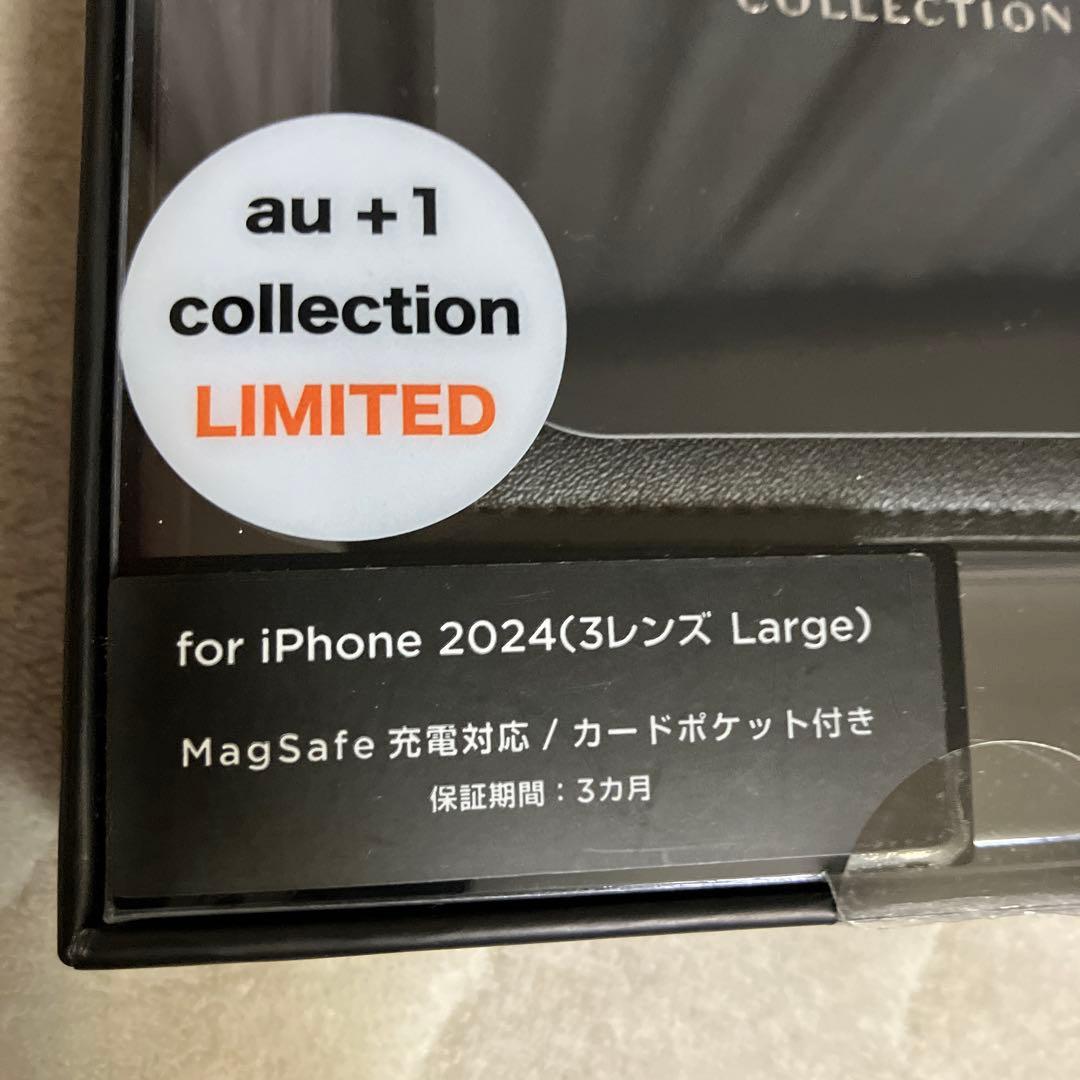 COLLECTION
au +1
collection
LIMITED
for iPhone 2024(3レンズ Large)
MagSafe 充電対応 / カードポケット付き
保証期間：3カ月